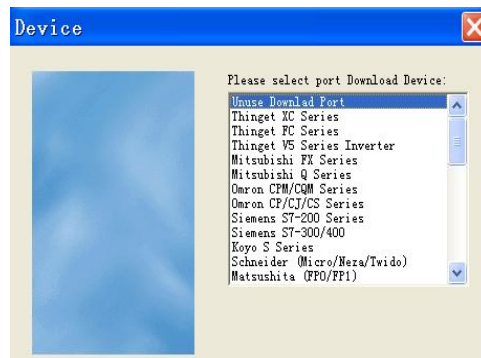 Device
Please select port Download Device:
Unuse Downlad Port
Thinget XC Series
Thinget FC Series
Thinget V5 Series Inverter
Mitsubishi FX Series
Mitsubishi Q Series
Omron CPM/CQM Series
Omron CP/CJ/CS Series
Siemens S7-200 Series
Siemens S7-300/400
Koyo S Series
Schneider (Micro/Neza/Twido)
Matsushita (FP0/FP1)